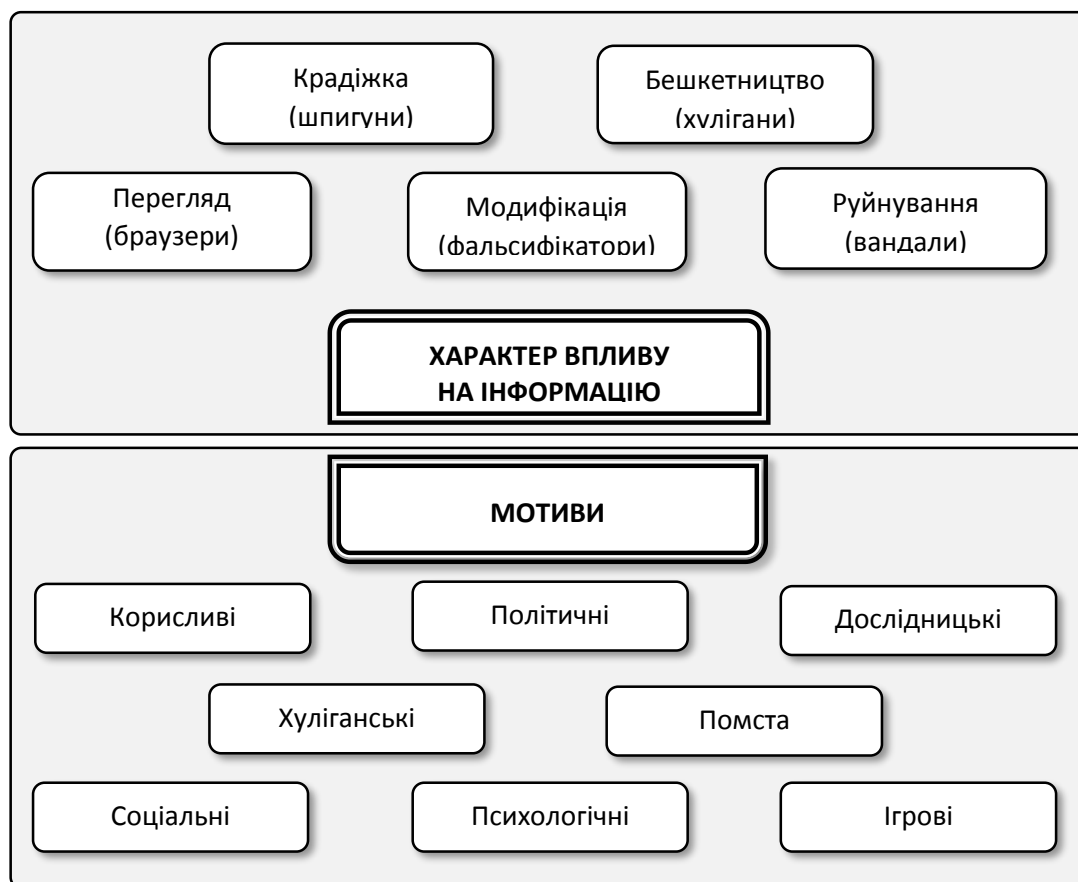 Крадіжка
(шпигуни)
Бешкетництво
(хулігани)
Перегляд
(браузери)
Модифікація
(фальсифікатори)
Руйнування
(вандали)
ХАРАКТЕР ВПЛИВУ
НА ІНФОРМАЦІЮ
МОТИВИ
Корисливі
Політичні
Дослідницькі
Хуліганські
Помста
Соціальні
Психологічні
Ігрові